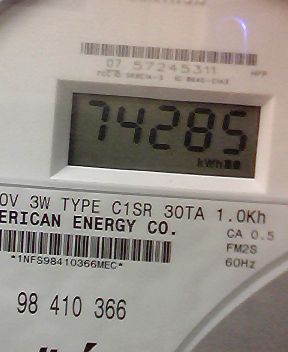 07 57245311
74285
kWh
0V 3W TYPE C1SR 30TA 1.0Kh
ERICAN ENERGY CO.
CA 0.5
FM2S
60Hz
*1NFS98410366MEC*
98 410 366